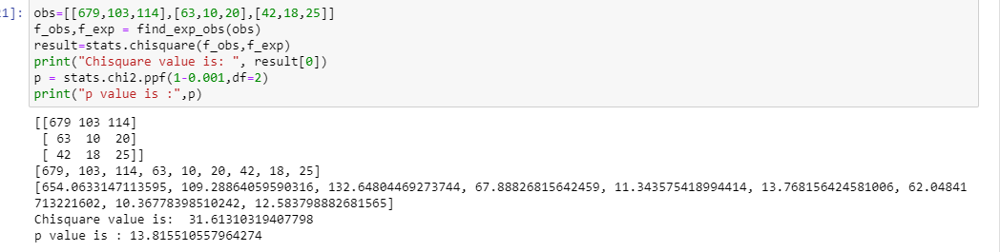 1]: obs=[[679,103,114],[63,10,20],[42,18,25]]
f_obs,f_exp = find_exp_obs(obs)
result=stats.chisquare(f_obs,f_exp)
print("Chisquare value is: ", result[0])
p = stats.chi2.ppf(1-0.001,df=2)
print("p value is :",p)
[[679 103 114]
 [ 63  10  20]
 [ 42  18  25]]
[679, 103, 114, 63, 10, 20, 42, 18, 25]
[654.0633147113595, 109.28864059590316, 132.64804469273744, 67.88826815642459, 11.343575418994414, 13.768156424581006, 62.04841
713221602, 10.36778398510242, 12.583798882681565]
Chisquare value is:  31.61310319407798
p value is : 13.815510557964274